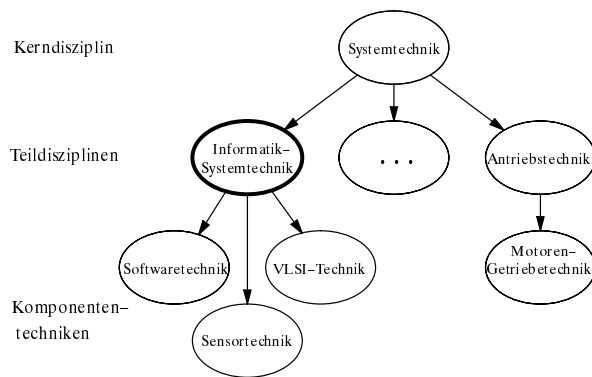 Kerndisziplin
Systemtechnik
Teildisziplinen
Informatik-
Systemtechnik
. . .
Antriebstechnik
Softwaretechnik
VLSI-Technik
Motoren-
Getriebetechnik
Komponenten-
techniken
Sensortechnik